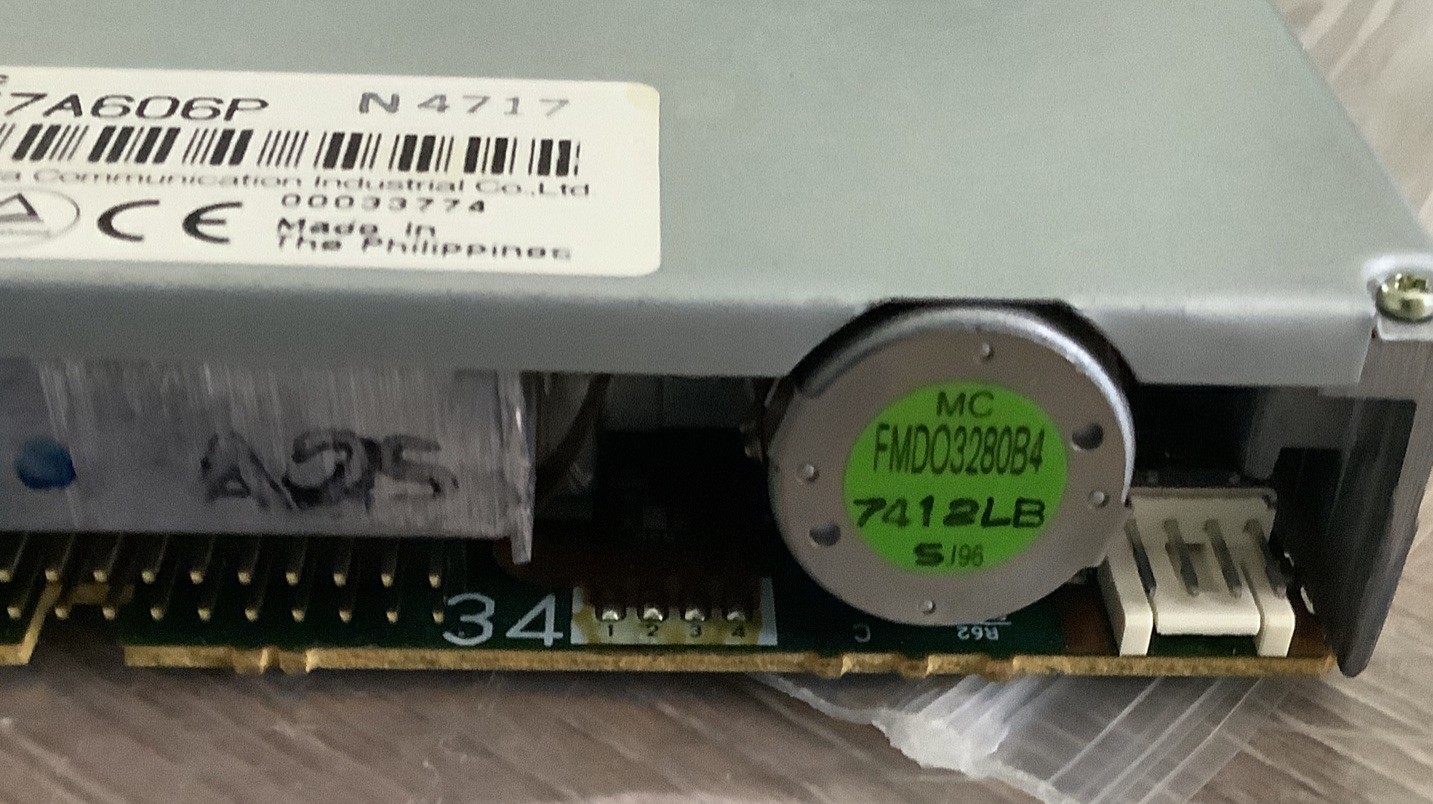 7A606P N4717
Communication Industrial Co.,Ltd
CE
00033774
Made in
The Philippines
MC
FMDO3280B4
7412LB
S/96
A25
34
1 2 3 4
C
R62